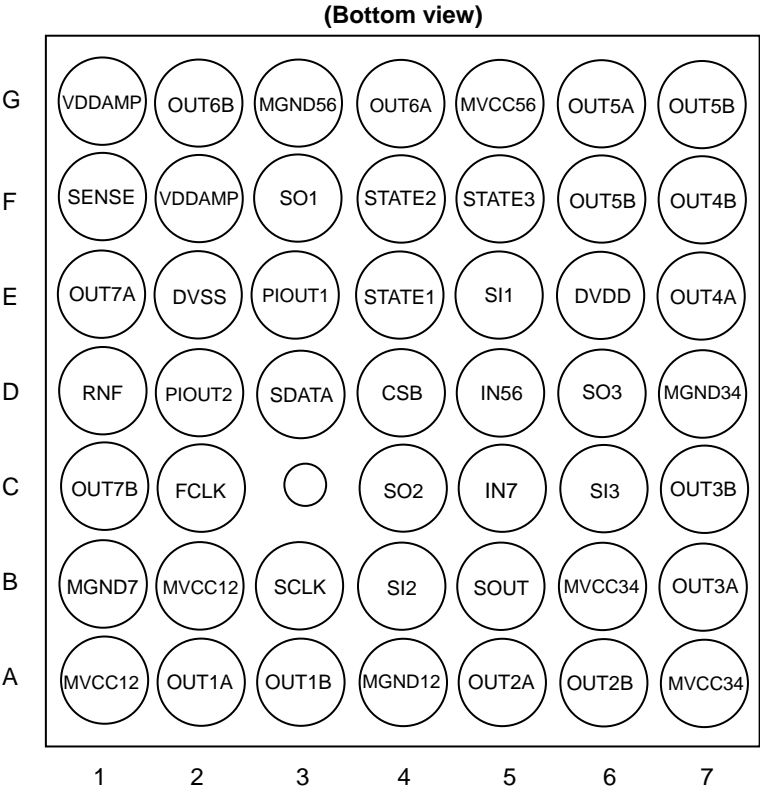 (Bottom view)
G VDDAMP OUT6B MGND56 OUT6A MVCC56 OUT5A OUT5B
F SENSE VDDAMP SO1 STATE2 STATE3 OUT5B OUT4B
E OUT7A DVSS PIOUT1 STATE1 SI1 DVDD OUT4A
D RNF PIOUT2 SDATA CSB IN56 SO3 MGND34
C OUT7B FCLK SO2 IN7 SI3 OUT3B
B MGND7 MVCC12 SCLK SI2 SOUT MVCC34 OUT3A
A MVCC12 OUT1A OUT1B MGND12 OUT2A OUT2B MVCC34
1 2 3 4 5 6 7